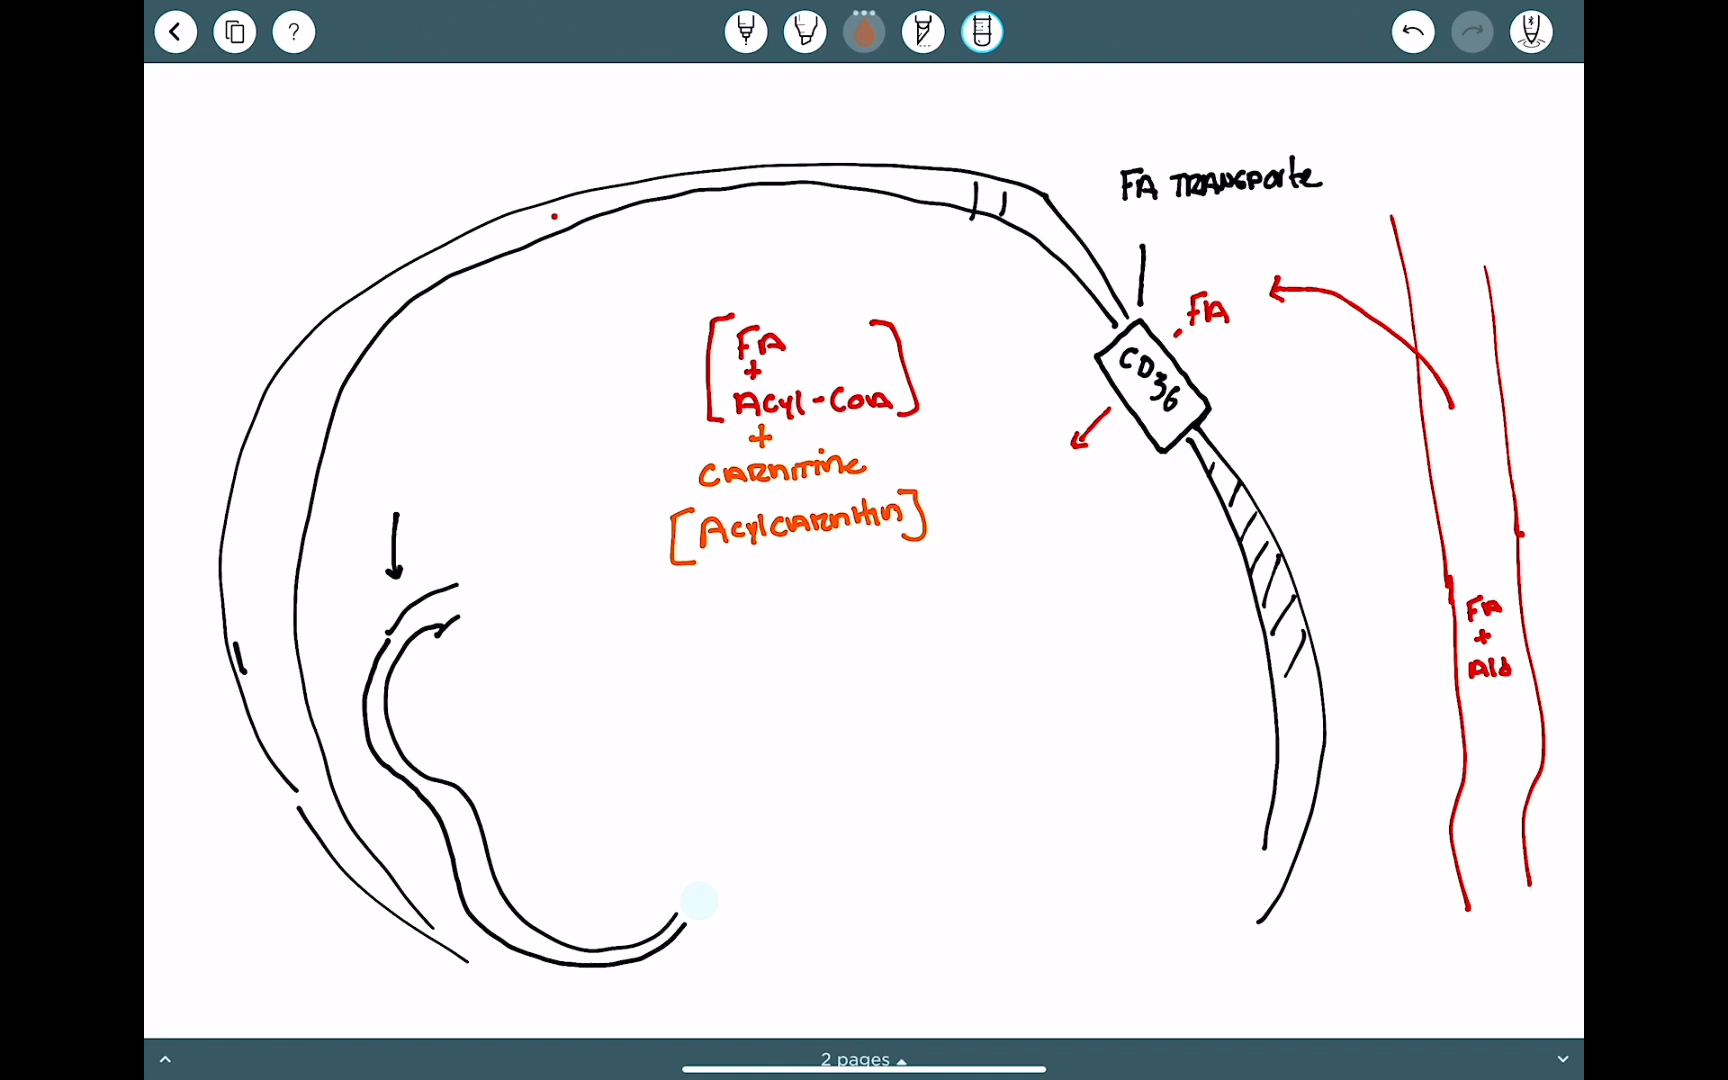 ?
FA TRANSPORte
FA
CD36
[FA
+
Acyl-CoA]
+
CARNITINE
[Acylcarnitin]
FA
+
Alb
2 pages